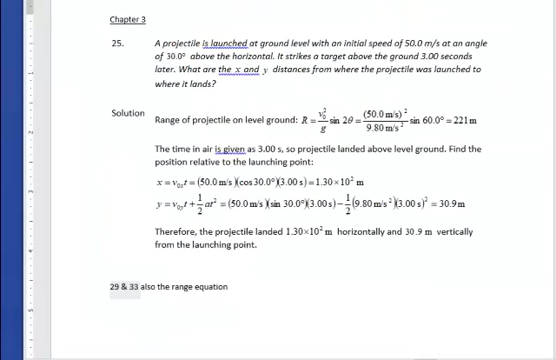 Chapter 3
25. A projectile is launched at ground level with an initial speed of 50.0 m/s at an angle
of 30.0° above the horizontal. It strikes a target above the ground 3.00 seconds
later. What are the x and y distances from where the projectile was launched to
where it lands?
Solution Range of projectile on level ground: R = v₀²/g sin 2θ = (50.0 m/s)²/9.80 m/s² sin 60.0° = 221 m
The time in air is given as 3.00 s, so projectile landed above level ground. Find the
position relative to the launching point:
x = v₀ₓt = (50.0 m/s)(cos 30.0°)(3.00 s) = 1.30×10² m
y = v₀ᵧt + 1/2 at² = (50.0 m/s)(sin 30.0°)(3.00 s) − 1/2 (9.80 m/s²)(3.00 s)² = 30.9 m
Therefore, the projectile landed 1.30×10² m horizontally and 30.9 m vertically
from the launching point.
29 & 33 also the range equation